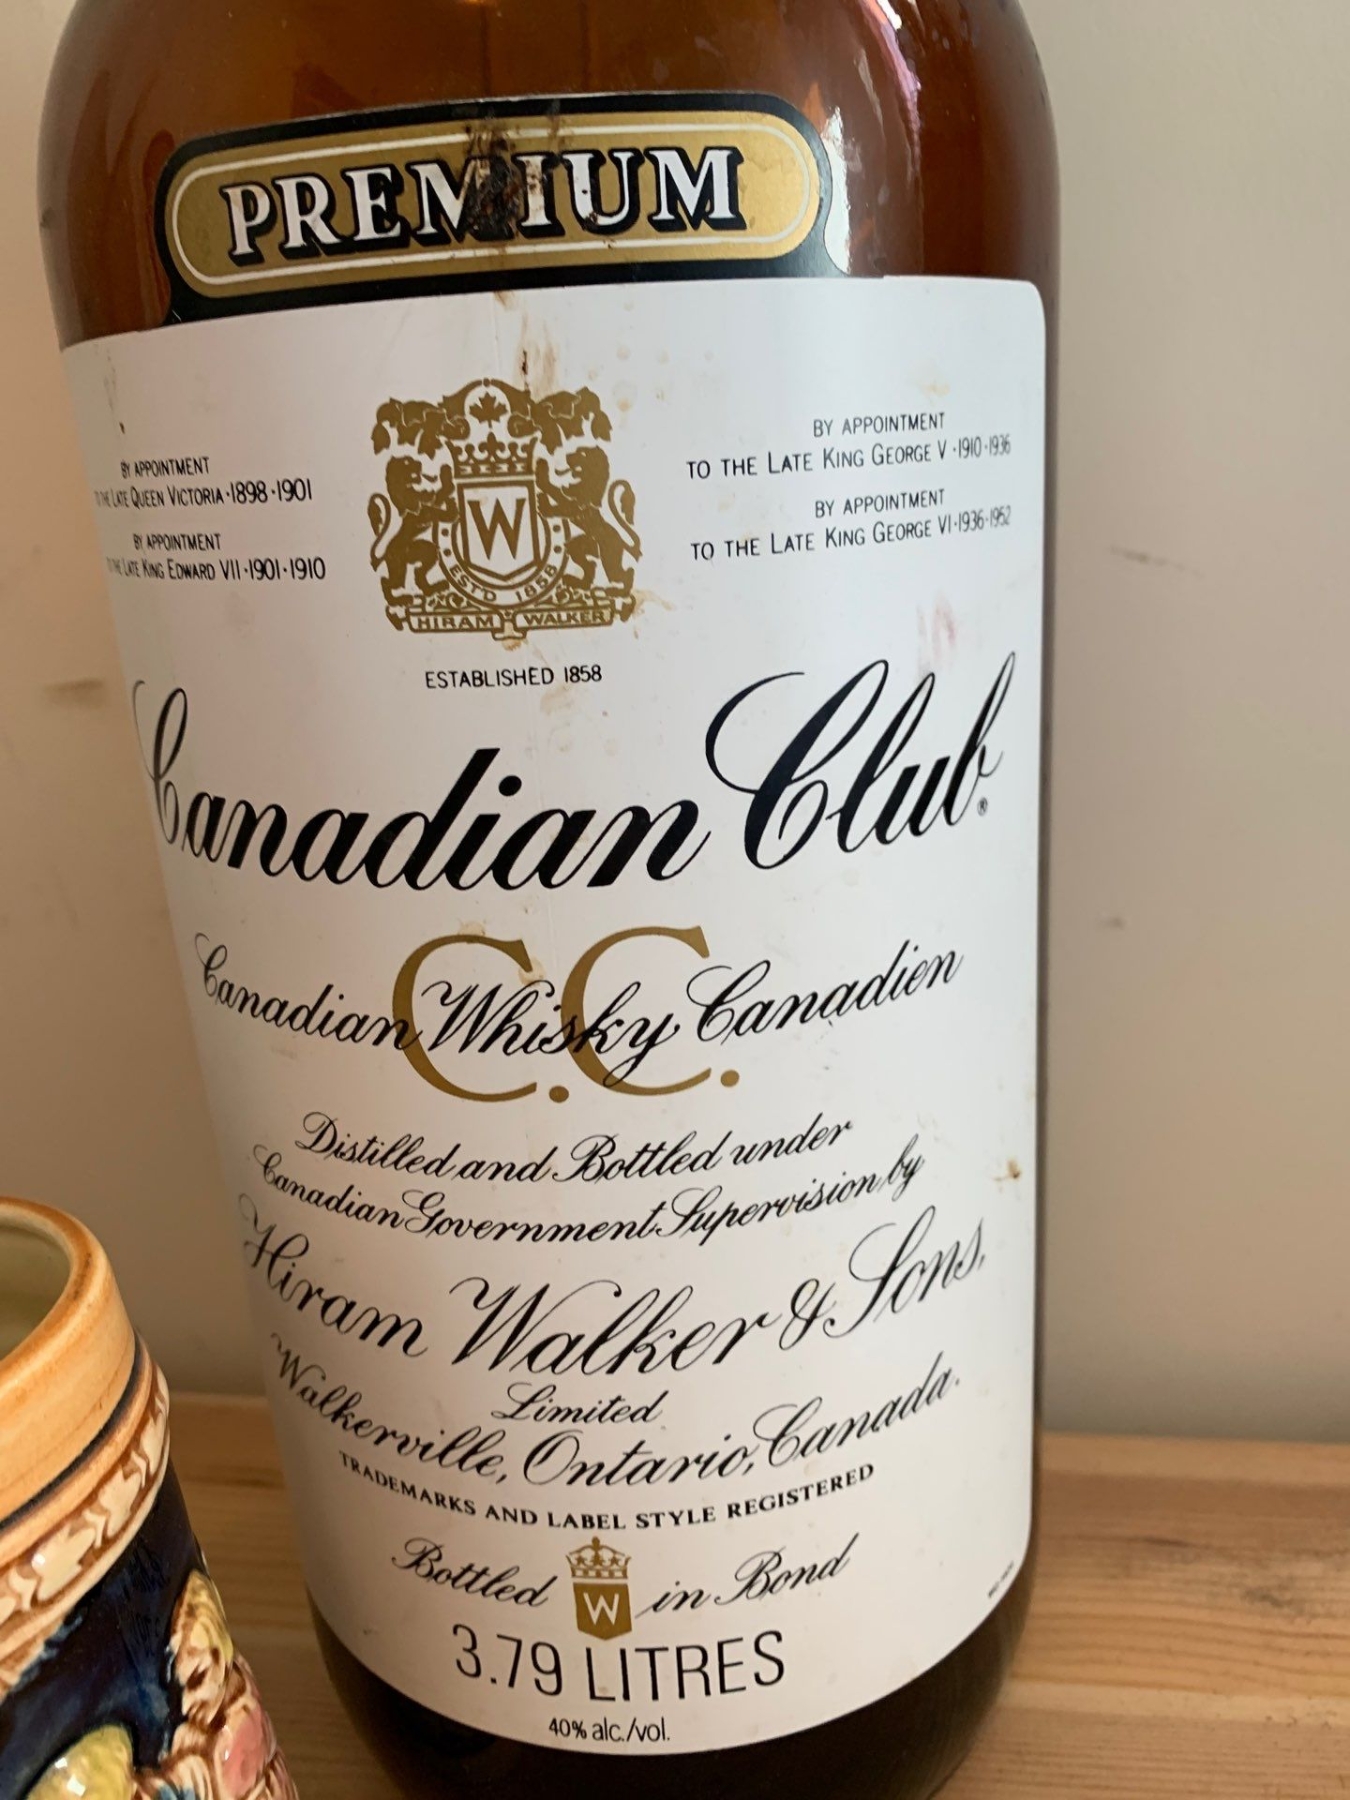 PREMIUM
BY APPOINTMENT
TO THE LATE QUEEN VICTORIA·1898·1901
BY APPOINTMENT
TO THE LATE KING EDWARD VII·1901·1910
BY APPOINTMENT
TO THE LATE KING GEORGE V·1910·1936
BY APPOINTMENT
TO THE LATE KING GEORGE VI·1936·1952
W
EST'D 1858
HIRAM WALKER
ESTABLISHED 1858
Canadian Club®
C.C.
Canadian Whisky Canadien
Distilled and Bottled under
Canadian Government Supervision by
Hiram Walker & Sons,
Limited
Walkerville, Ontario, Canada.
TRADEMARKS AND LABEL STYLE REGISTERED
Bottled in Bond
W
3.79 LITRES
40% alc./vol.